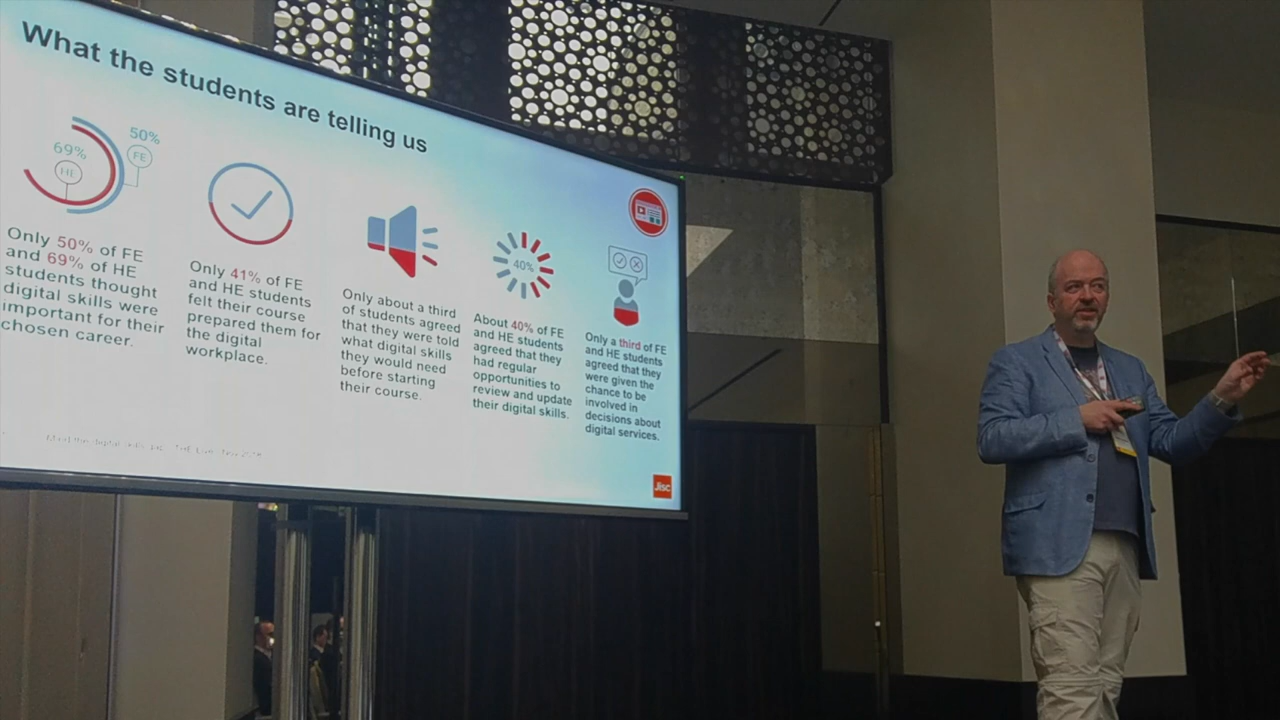 What the students are telling us
50%
69%
FE
HE
Only 50% of FE
and 69% of HE
students thought
digital skills were
important for their
chosen career.
Only 41% of FE
and HE students
felt their course
prepared them for
the digital
workplace.
Only about a third
of students agreed
that they were told
what digital skills
they would need
before starting
their course.
40%
About 40% of FE
and HE students
agreed that they
had regular
opportunities to
review and update
their digital skills.
Only a third of FE
and HE students
agreed that they
were given the
chance to be
involved in
decisions about
digital services.
Jisc